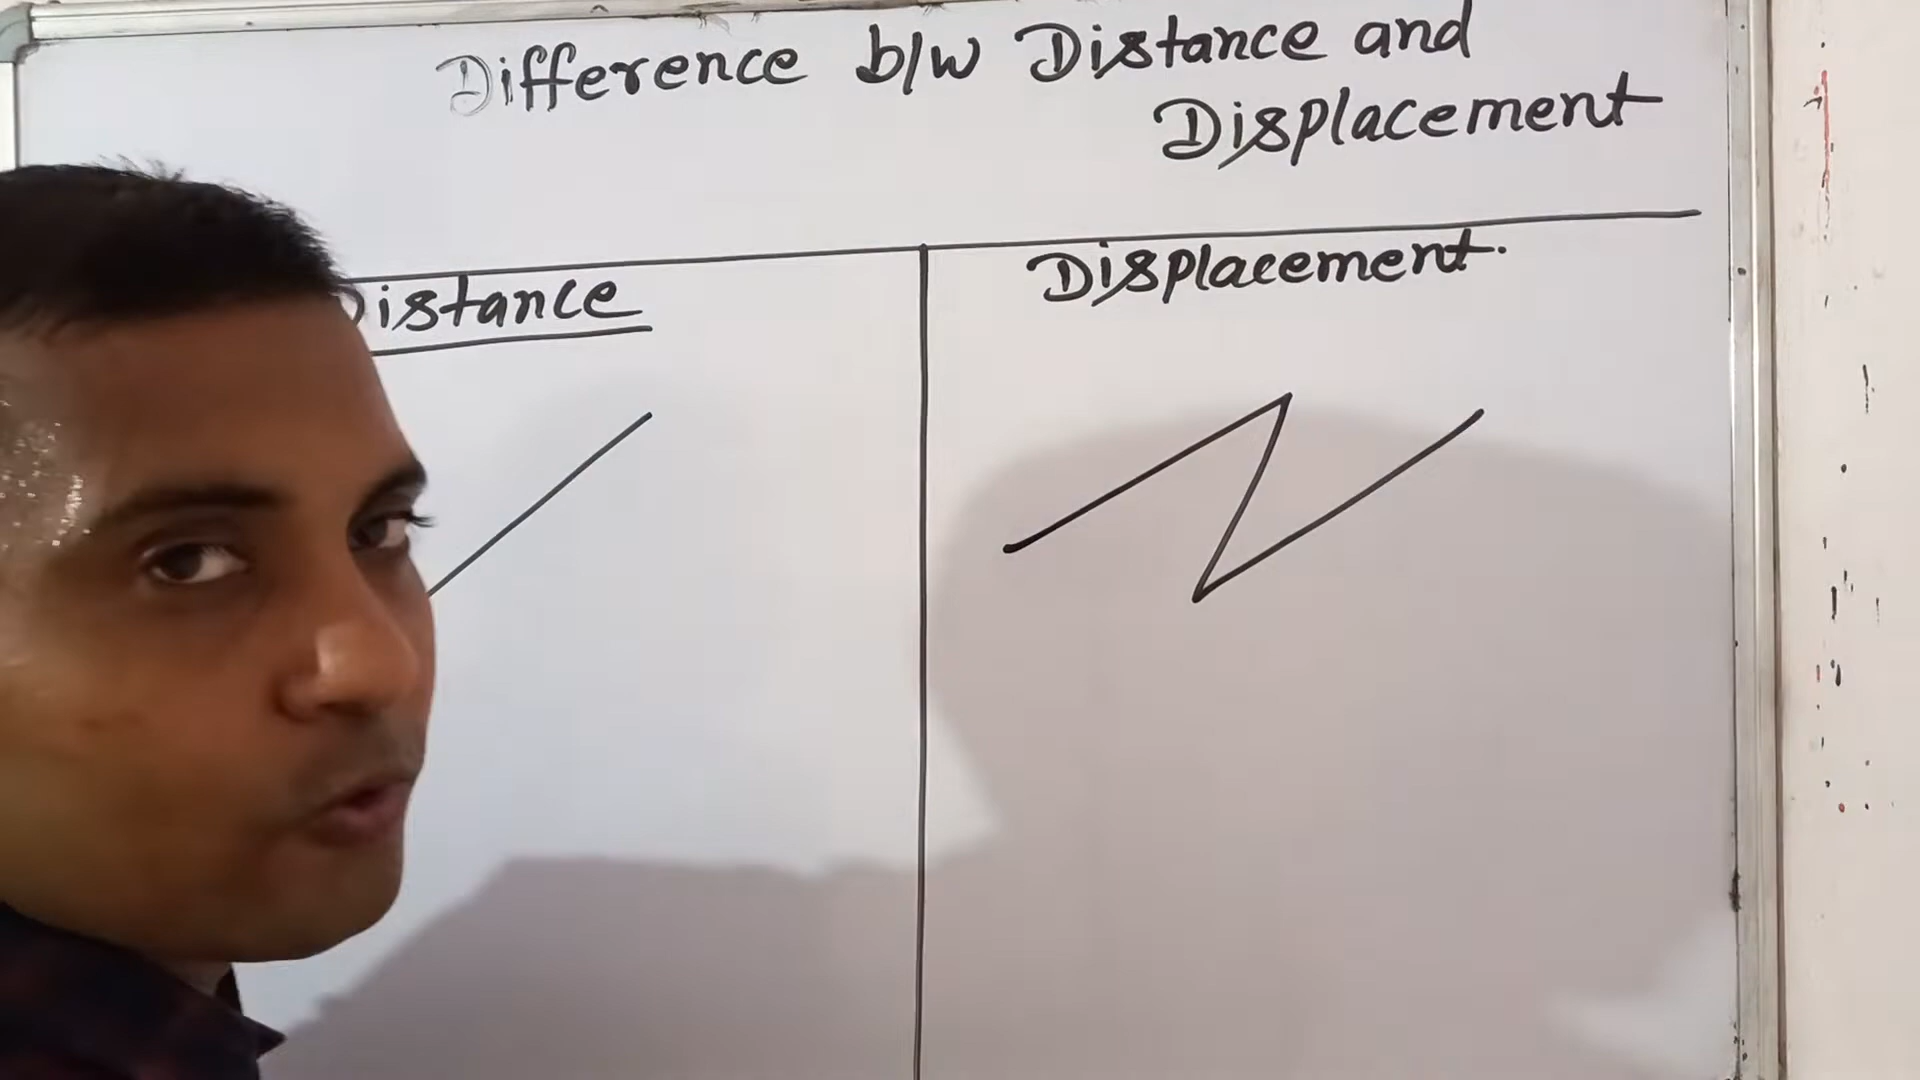 Difference b/w Distance and
Displacement
Distance
Displacement.